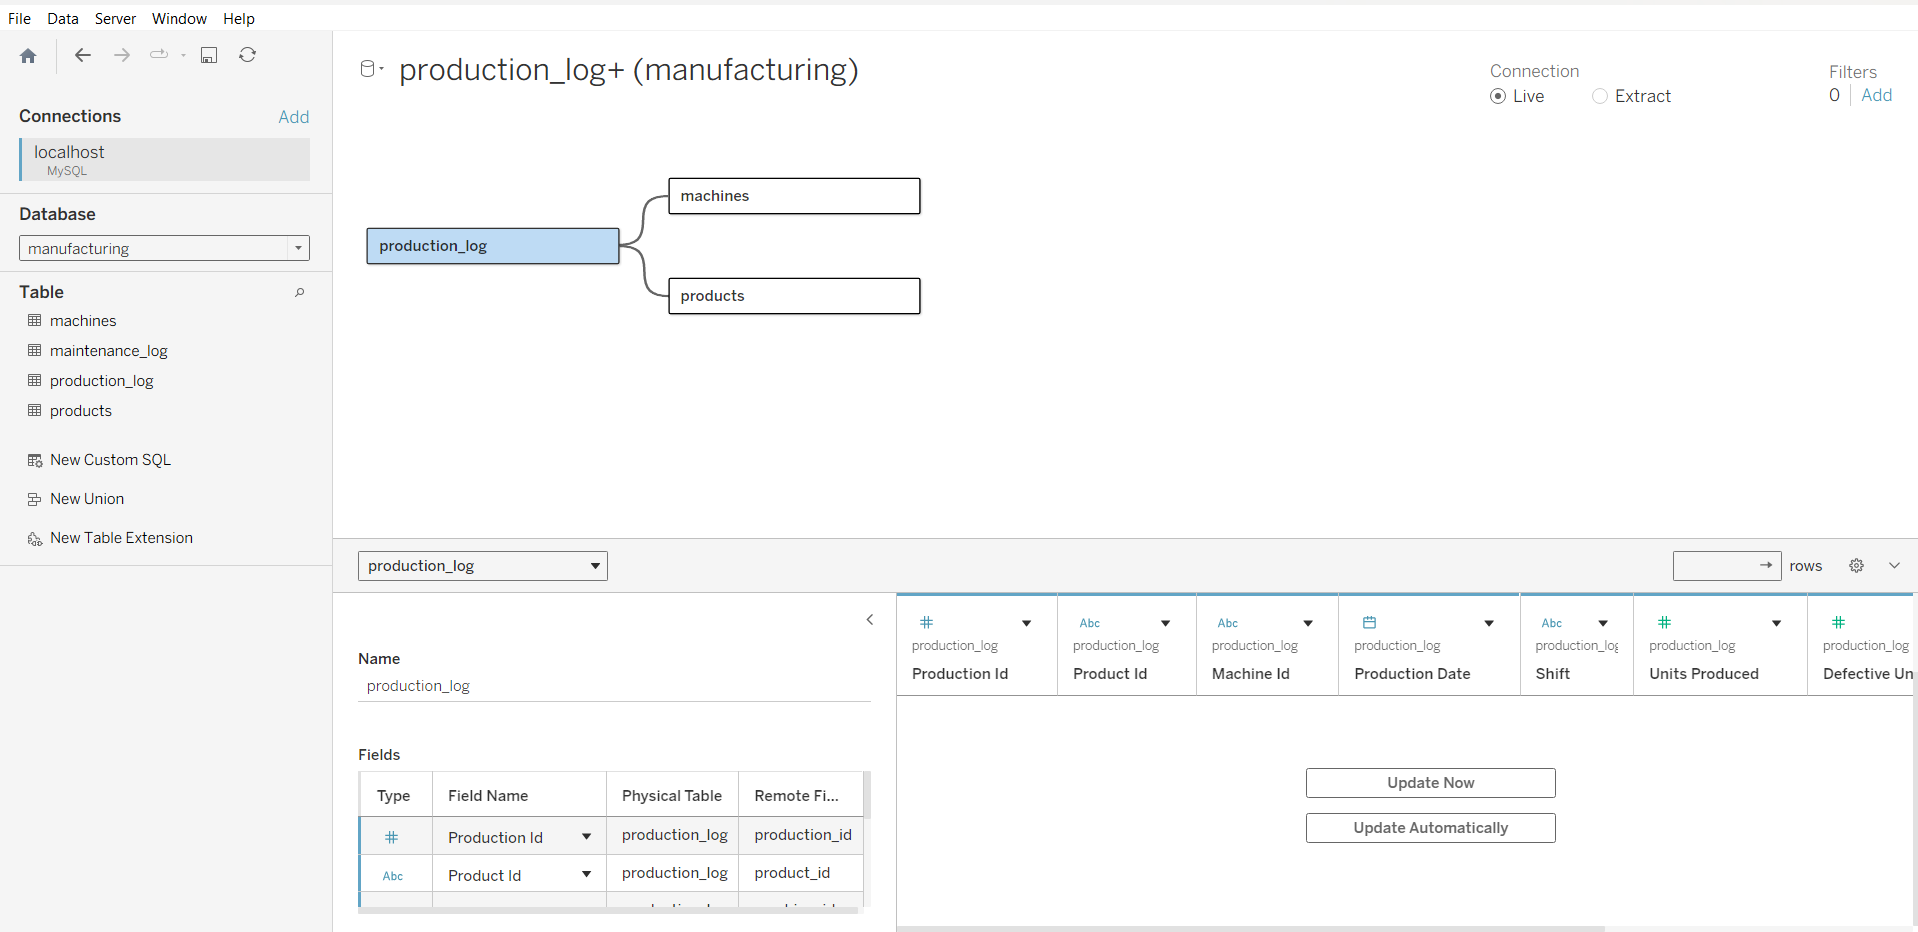 File Data Server Window Help
Connections Add
localhost
MySQL
Database
manufacturing
Table
machines
maintenance_log
production_log
products
New Custom SQL
New Union
New Table Extension
production_log+ (manufacturing)
Connection
Live Extract
Filters
0 Add
production_log
machines
products
production_log
rows
Name
production_log
Fields
Type Field Name Physical Table Remote Fi...
Production Id production_log production_id
Abc Product Id production_log product_id
Abc Abc Abc
production_log production_log production_log production_log production_log production_log production_log
Production Id Product Id Machine Id Production Date Shift Units Produced Defective Un
Update Now
Update Automatically